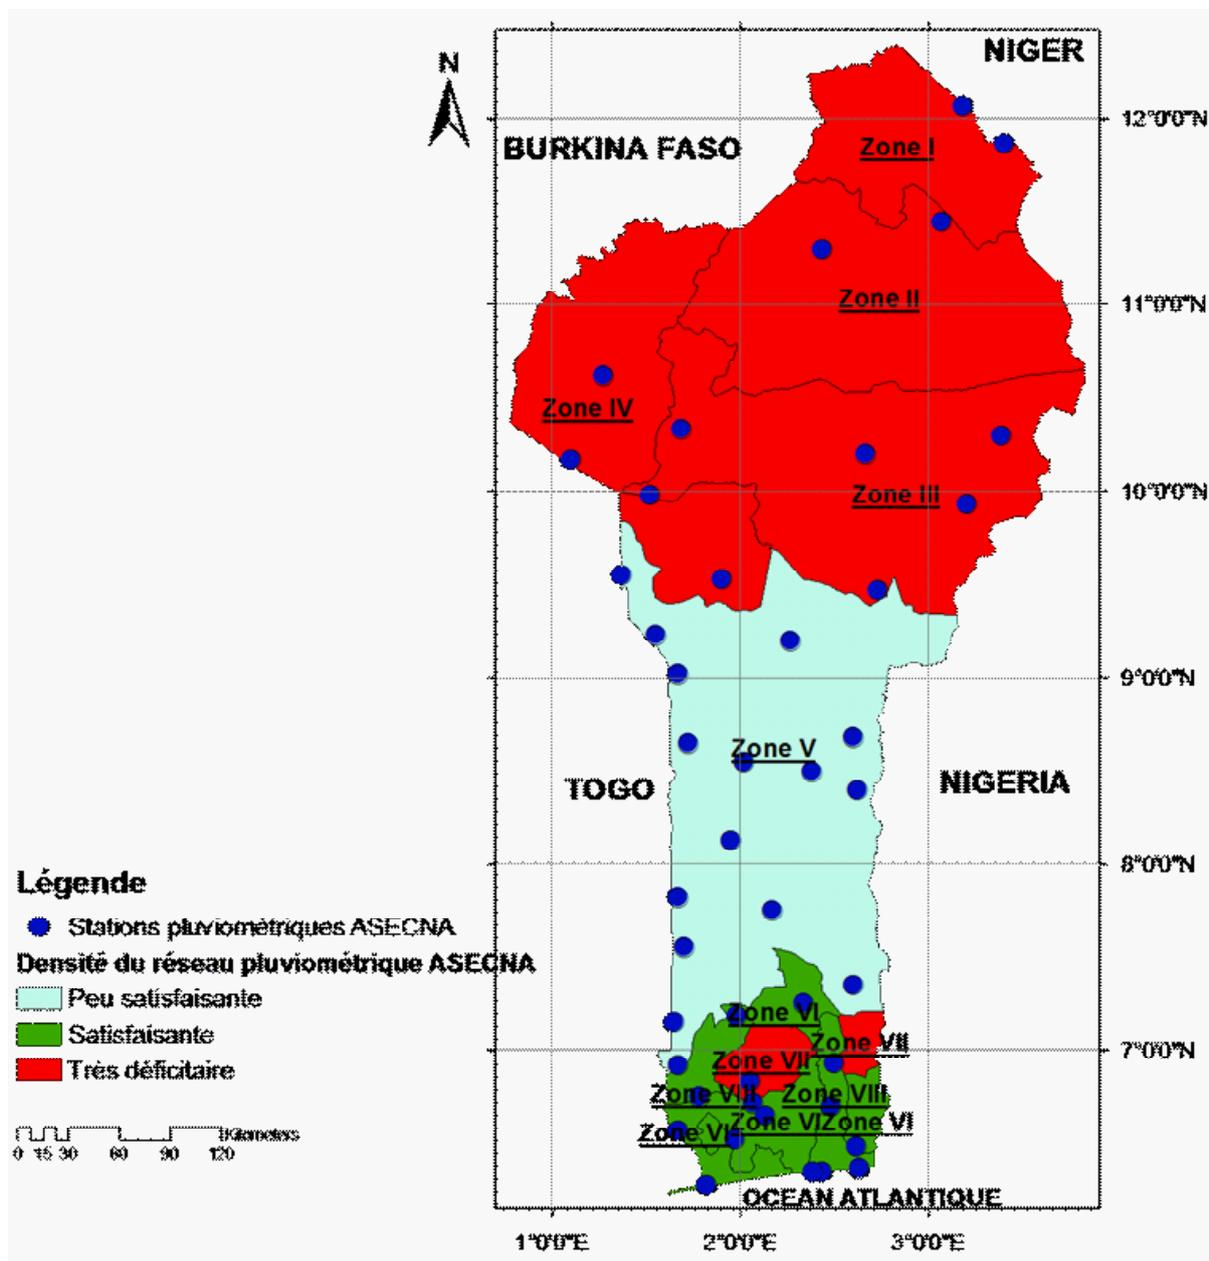 NIGER
N
12°0'0"N
BURKINA FASO
Zone I
Zone II
11°0'0"N
Zone IV
Zone III
10°0'0"N
9°0'0"N
Zone V
TOGO
NIGERIA
8°0'0"N
Légende
Stations pluviométriques ASECNA
Densité du réseau pluviométrique ASECNA
Peu satisfaisante
Satisfaisante
Très déficitaire
Zone VI
Zone VII
7°0'0"N
Zone VII
Zone VIII
Zone VIII
Zone VI
Zone VI
Zone VI
Kilometers
0 15 30 60 90 120
OCEAN ATLANTIQUE
1°0'0"E
2°0'0"E
3°0'0"E